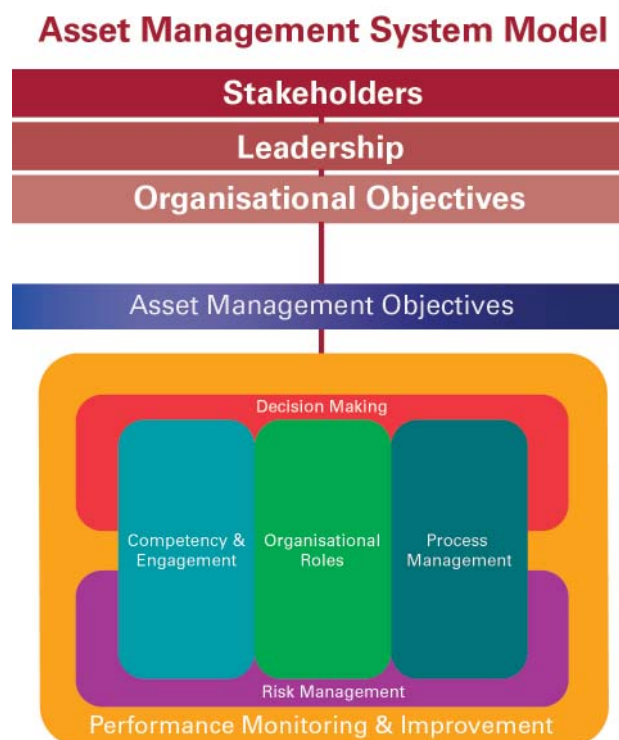 Asset Management System Model
Stakeholders
Leadership
Organisational Objectives
Asset Management Objectives
Decision Making
Competency &
Engagement
Organisational
Roles
Process
Management
Risk Management
Performance Monitoring & Improvement